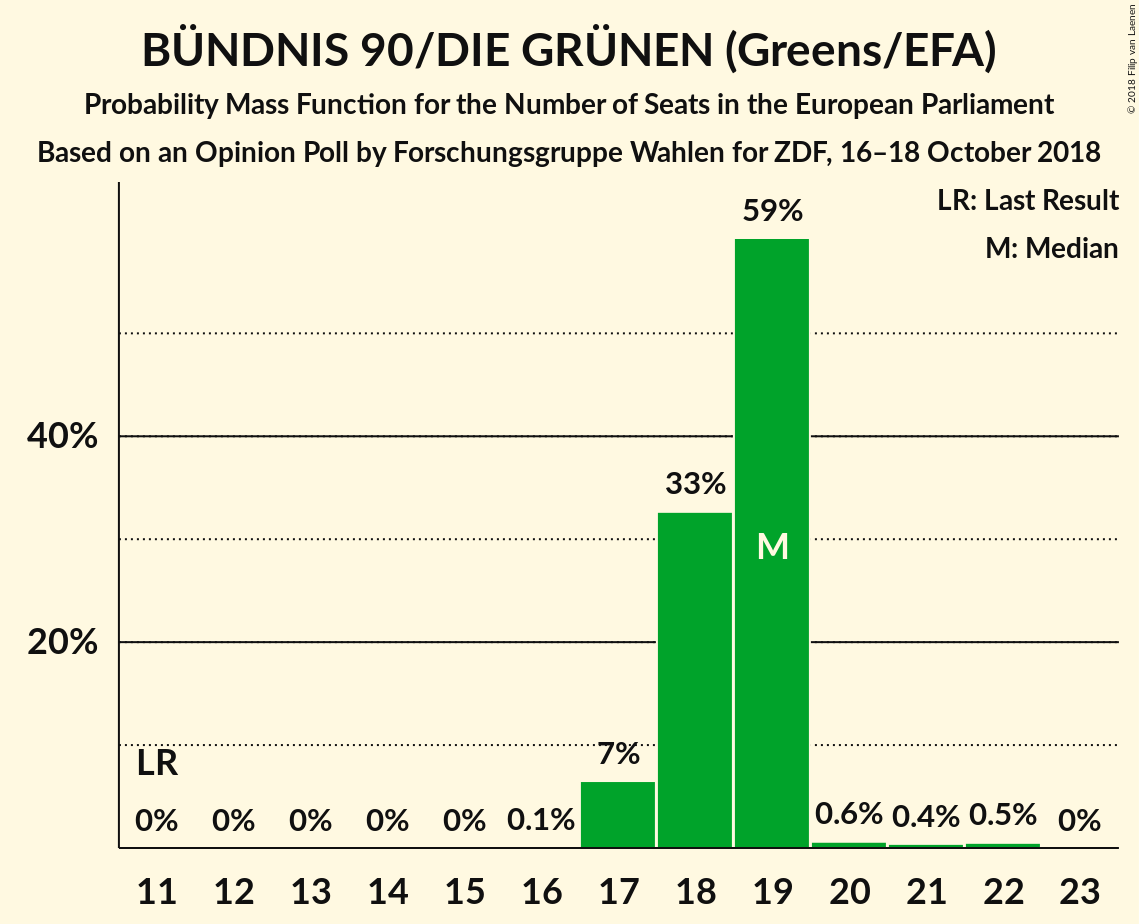 BÜNDNIS 90/DIE GRÜNEN (Greens/EFA)
Probability Mass Function for the Number of Seats in the European Parliament
Based on an Opinion Poll by Forschungsgruppe Wahlen for ZDF, 16–18 October 2018
© 2018 Filip van Laenen
LR: Last Result
M: Median
59%
40%
33%
M
20%
LR
7%
0% 0% 0% 0% 0% 0.1% 0.6% 0.4% 0.5% 0%
11 12 13 14 15 16 17 18 19 20 21 22 23